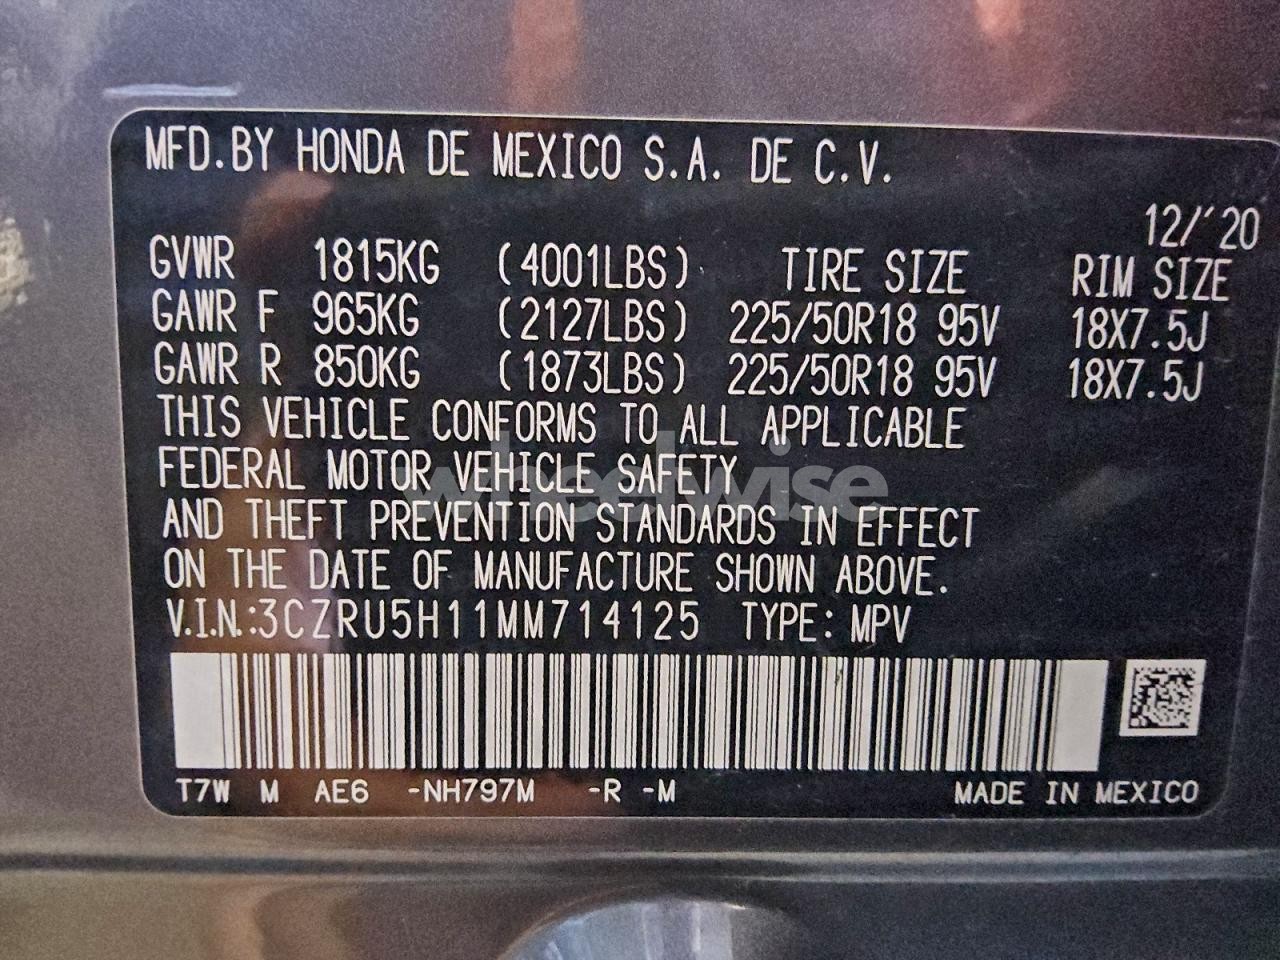 MFD.BY HONDA DE MEXICO S.A. DE C.V.
12/'20
GVWR 1815KG (4001LBS) TIRE SIZE RIM SIZE
GAWR F 965KG (2127LBS) 225/50R18 95V 18X7.5J
GAWR R 850KG (1873LBS) 225/50R18 95V 18X7.5J
THIS VEHICLE CONFORMS TO ALL APPLICABLE
FEDERAL MOTOR VEHICLE SAFETY
AND THEFT PREVENTION STANDARDS IN EFFECT
ON THE DATE OF MANUFACTURE SHOWN ABOVE.
V.I.N.:3CZRU5H11MM714125 TYPE: MPV
T7W M AE6 -NH797M -R -M MADE IN MEXICO
wheelwise